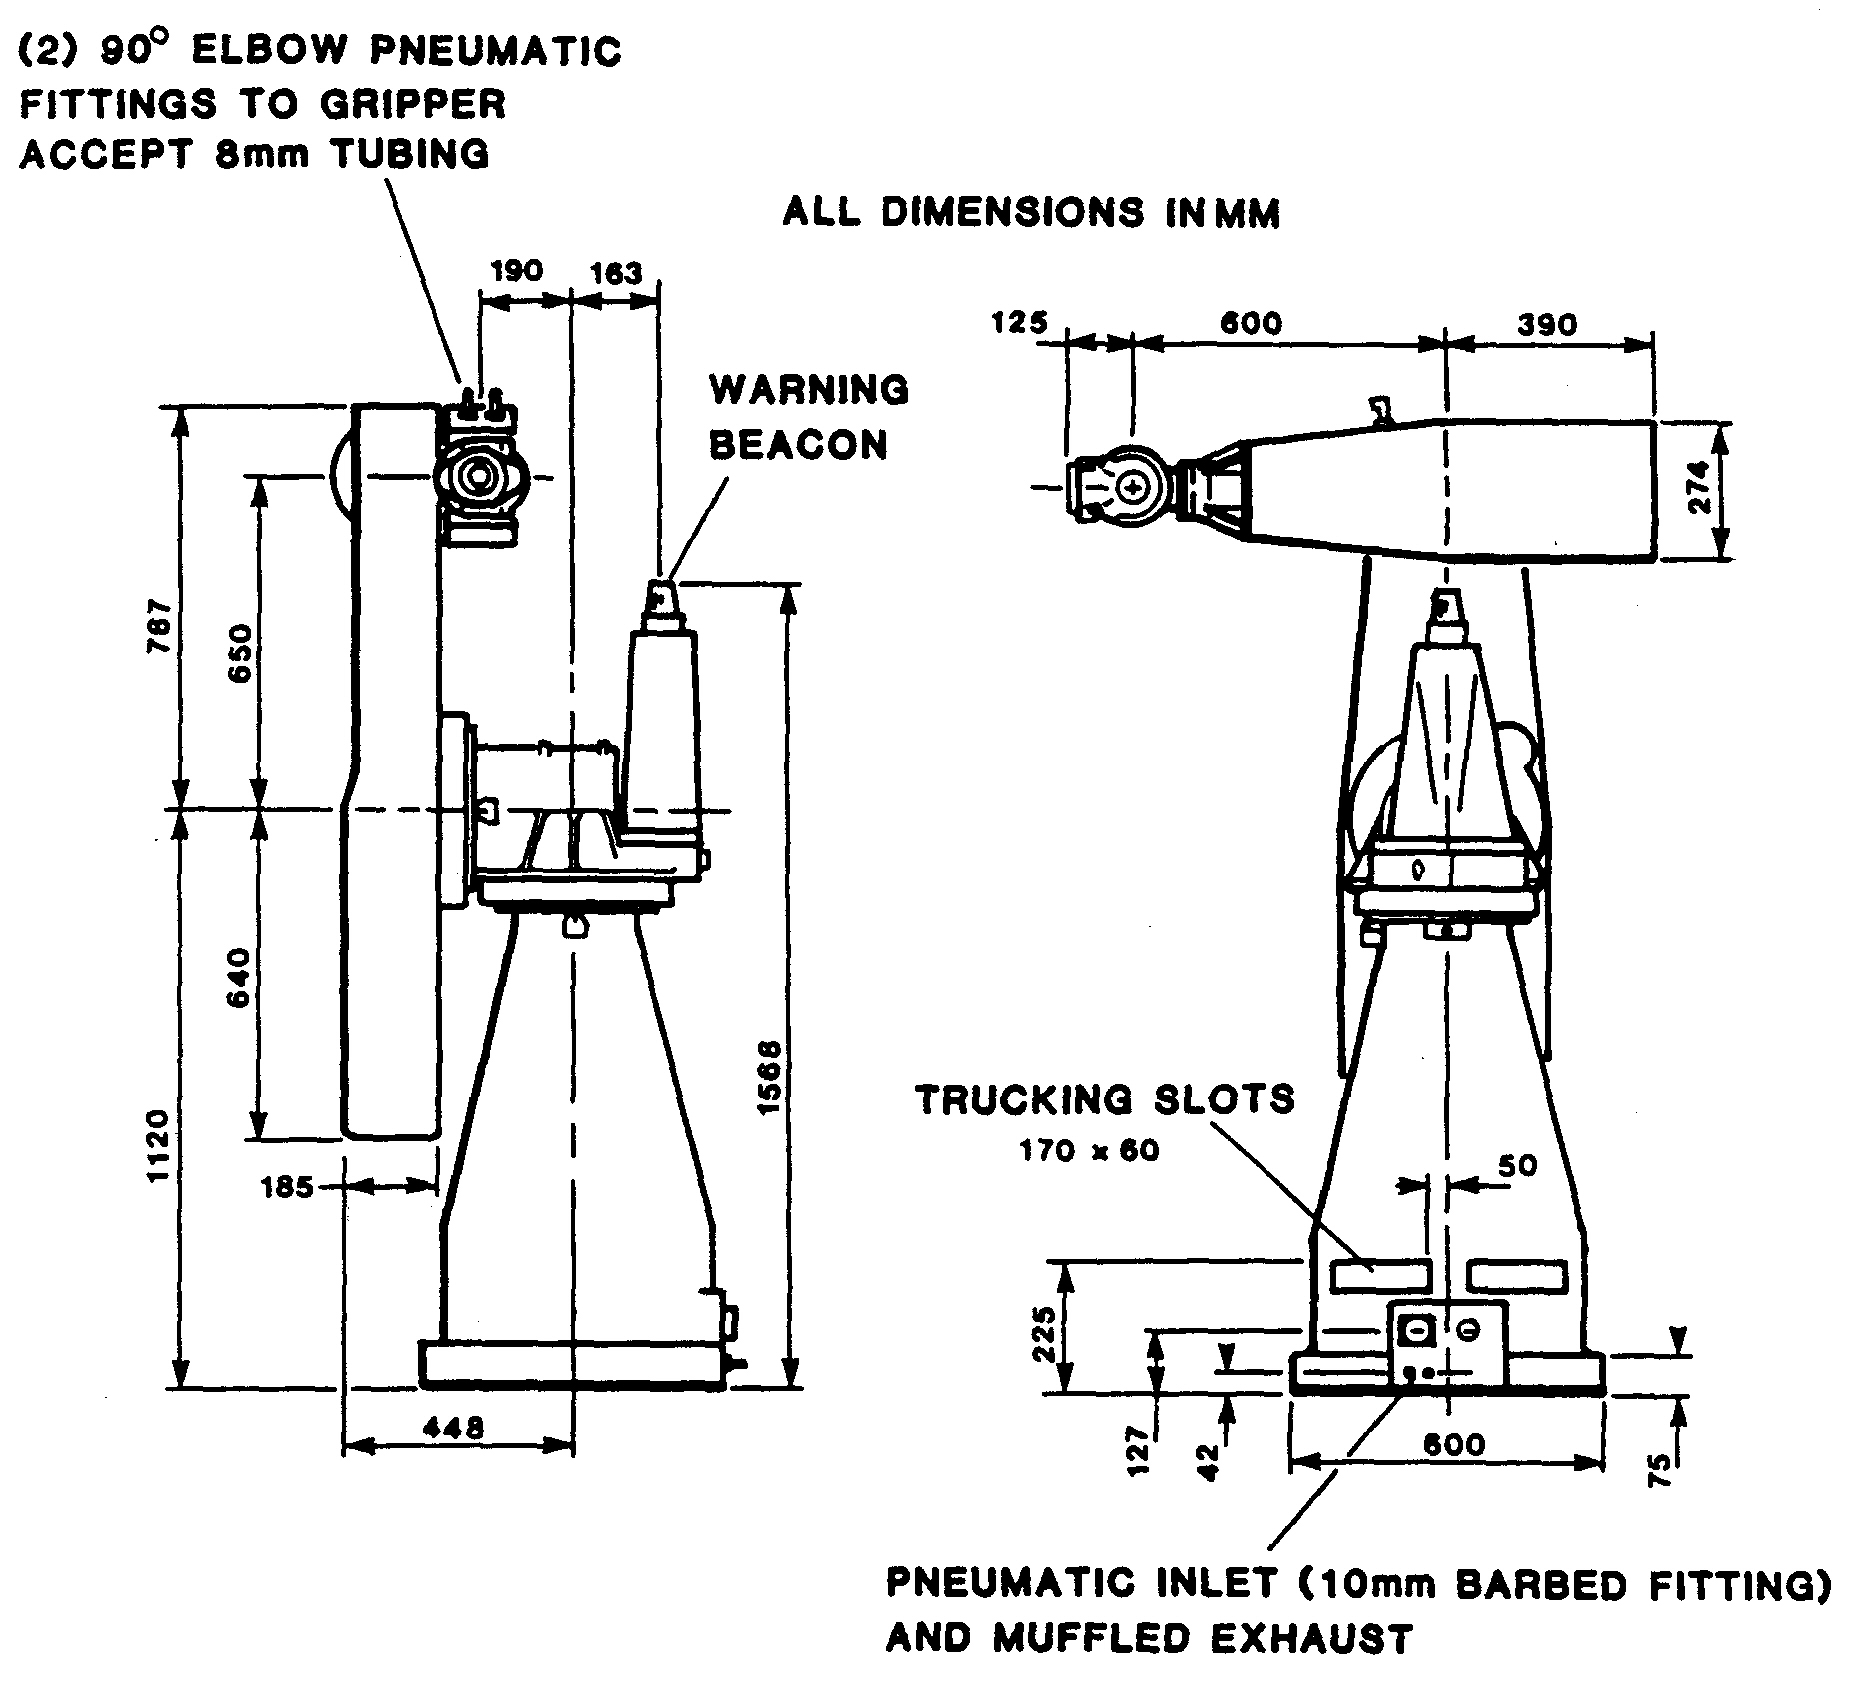 (2) 90° ELBOW PNEUMATIC
FITTINGS TO GRIPPER
ACCEPT 8mm TUBING
ALL DIMENSIONS IN MM
190
163
WARNING
BEACON
125
600
390
274
787
650
640
1120
185
448
1568
TRUCKING SLOTS
170 x 60
50
225
127
42
600
75
PNEUMATIC INLET (10mm BARBED FITTING)
AND MUFFLED EXHAUST